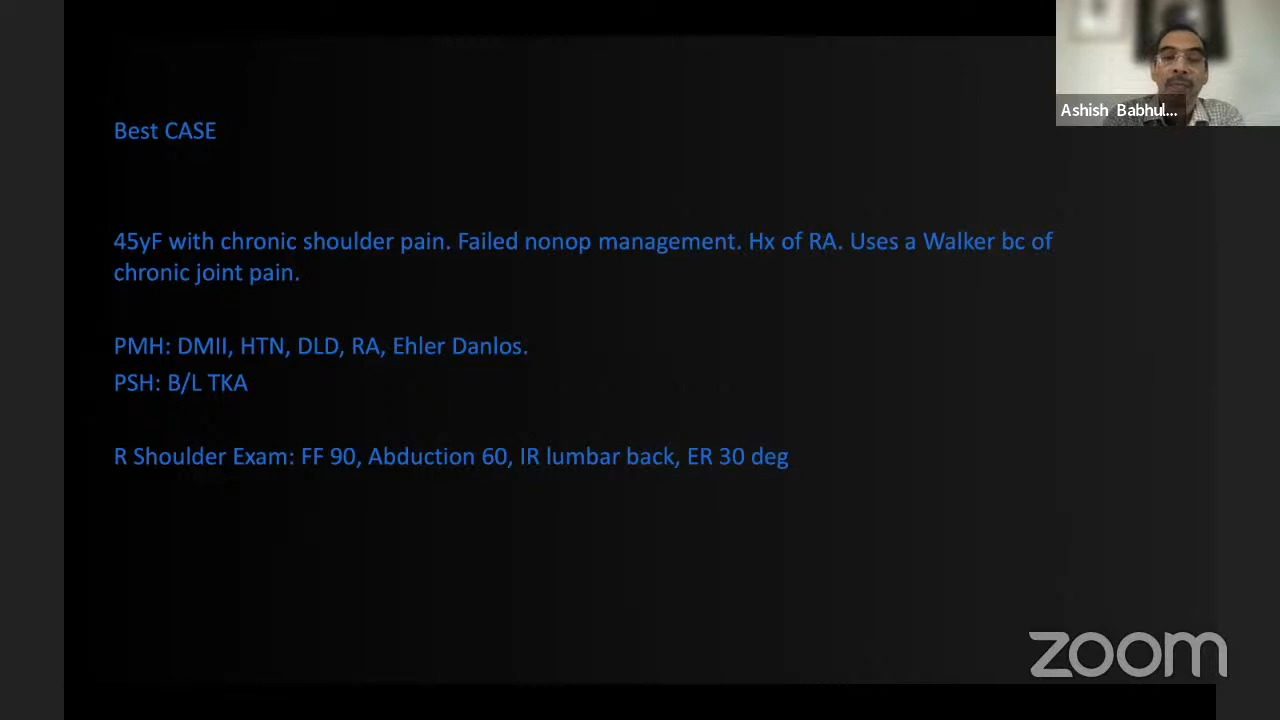 Ashish Babhul...
Best CASE
45yF with chronic shoulder pain. Failed nonop management. Hx of RA. Uses a Walker bc of
chronic joint pain.
PMH: DMII, HTN, DLD, RA, Ehler Danlos.
PSH: B/L TKA
R Shoulder Exam: FF 90, Abduction 60, IR lumbar back, ER 30 deg
zoom